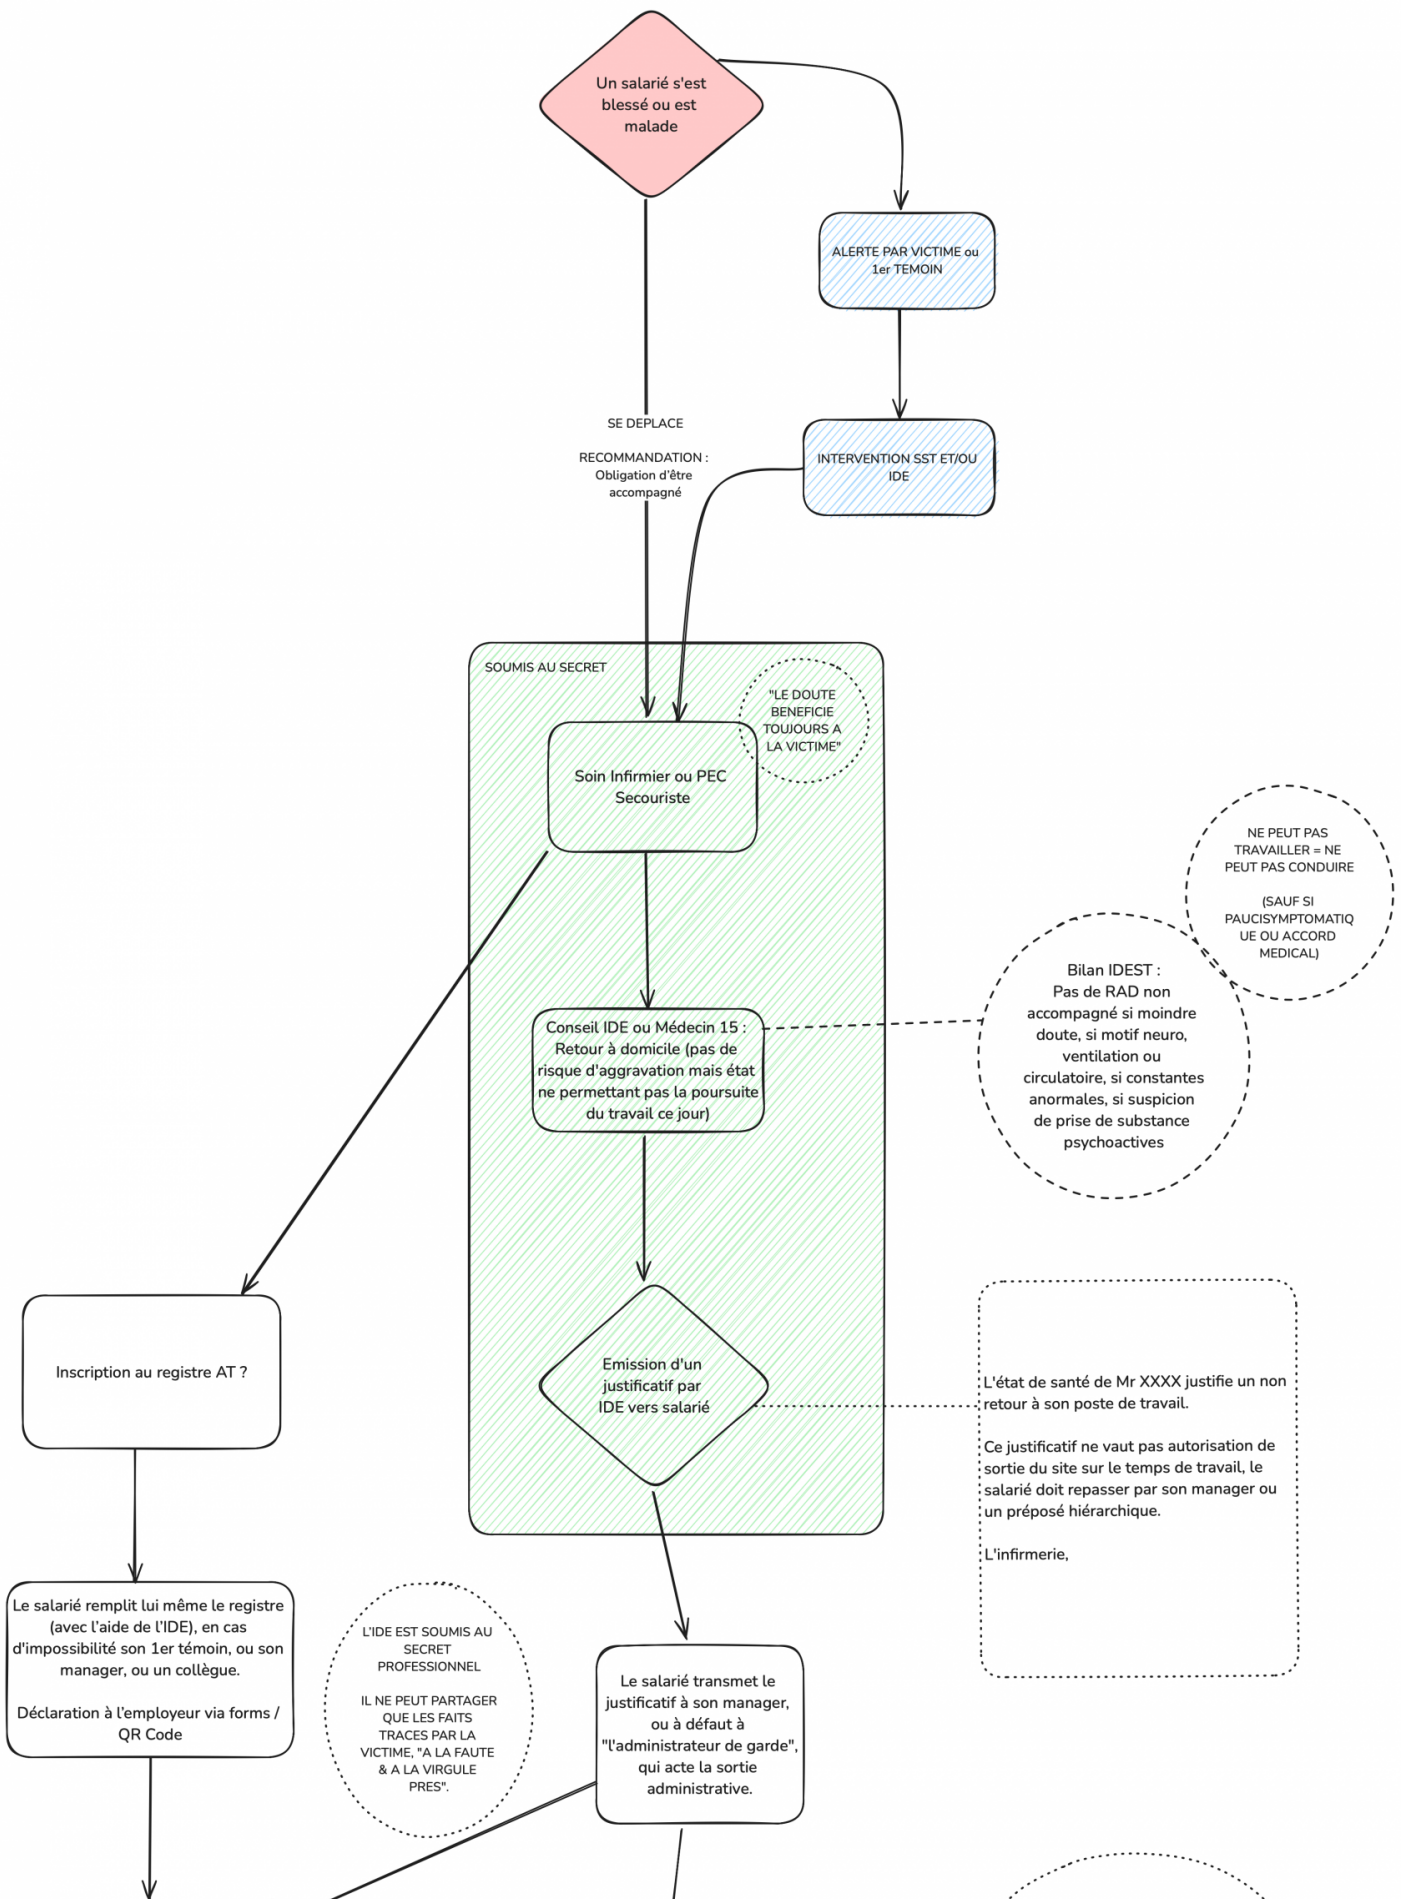 Un salarié s'est
blessé ou est
malade
ALERTE PAR VICTIME ou
1er TEMOIN
SE DEPLACE
RECOMMANDATION :
Obligation d'être
accompagné
INTERVENTION SST ET/OU
IDE
SOUMIS AU SECRET
"LE DOUTE
BENEFICIE
TOUJOURS A
LA VICTIME"
Soin Infirmier ou PEC
Secouriste
NE PEUT PAS
TRAVAILLER = NE
PEUT PAS CONDUIRE
(SAUF SI
PAUCISYMPTOMATIQ
UE OU ACCORD
MEDICAL)
Conseil IDE ou Médecin 15 :
Retour à domicile (pas de
risque d'aggravation mais état
ne permettant pas la poursuite
du travail ce jour)
Bilan IDEST :
Pas de RAD non
accompagné si moindre
doute, si motif neuro,
ventilation ou
circulatoire, si constantes
anormales, si suspicion
de prise de substance
psychoactives
Inscription au registre AT ?
Emission d'un
justificatif par
IDE vers salarié
L'état de santé de Mr XXXX justifie un non
retour à son poste de travail.
Ce justificatif ne vaut pas autorisation de
sortie du site sur le temps de travail, le
salarié doit repasser par son manager ou
un préposé hiérarchique.
L'infirmerie,
Le salarié remplit lui même le registre
(avec l'aide de l'IDE), en cas
d'impossibilité son 1er témoin, ou son
manager, ou un collègue.
Déclaration à l'employeur via forms /
QR Code
L'IDE EST SOUMIS AU
SECRET
PROFESSIONNEL
IL NE PEUT PARTAGER
QUE LES FAITS
TRACES PAR LA
VICTIME, "A LA FAUTE
& A LA VIRGULE
PRES".
Le salarié transmet le
justificatif à son manager,
ou à défaut à
"l'administrateur de garde",
qui acte la sortie
administrative.